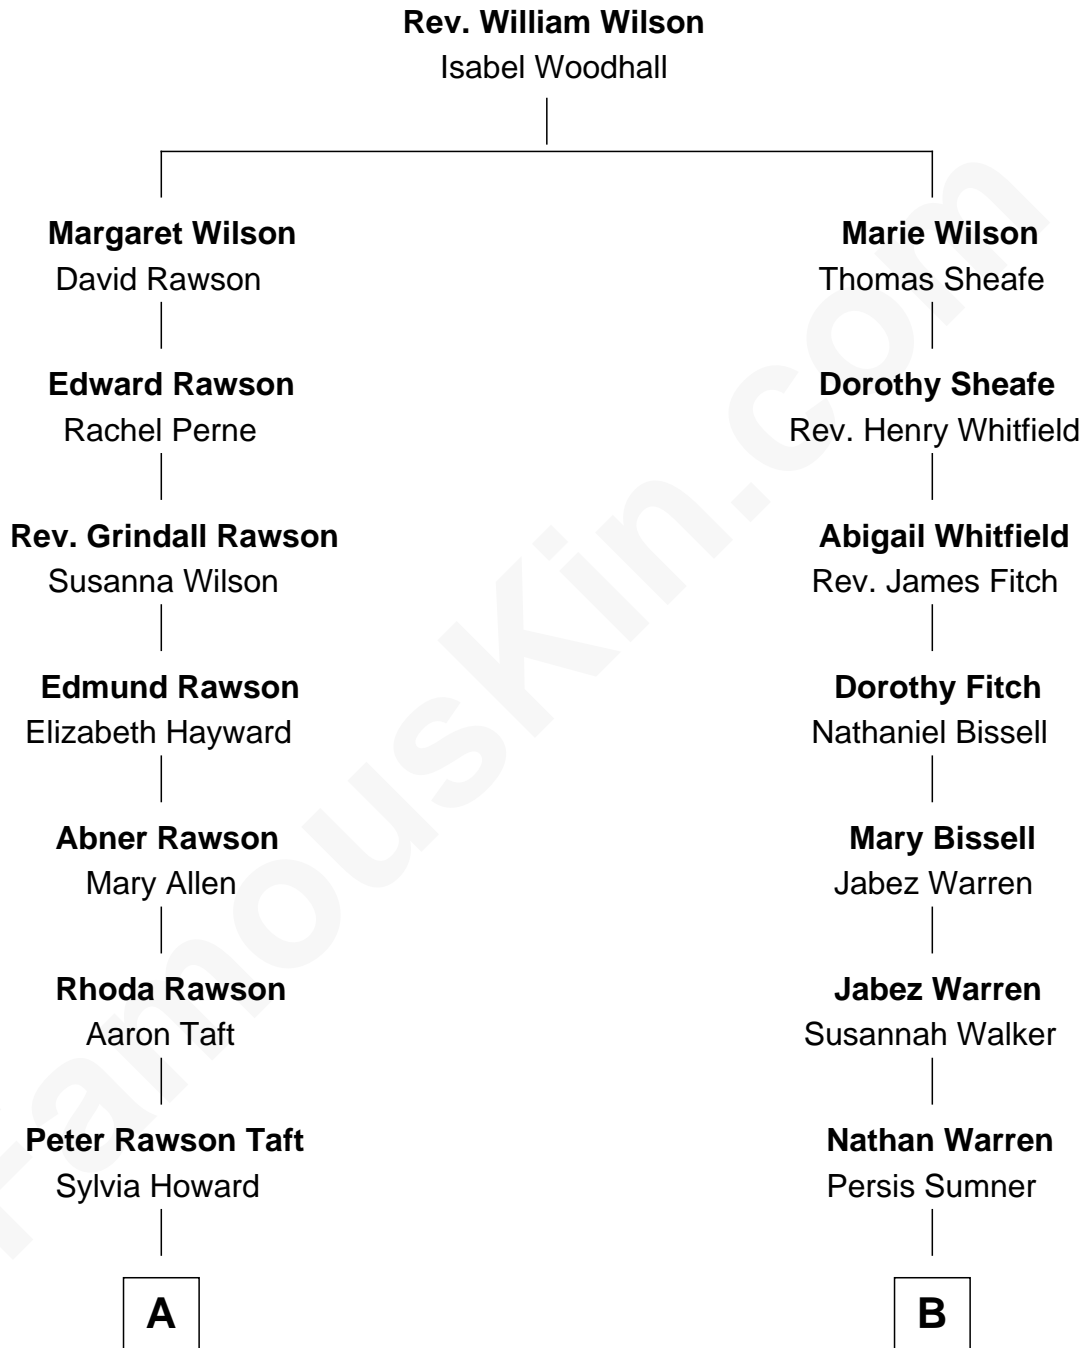 Rev. William Wilson
Isabel Woodhall
Margaret Wilson
David Rawson
Marie Wilson
Thomas Sheafe
Edward Rawson
Rachel Perne
Dorothy Sheafe
Rev. Henry Whitfield
Rev. Grindall Rawson
Susanna Wilson
Abigail Whitfield
Rev. James Fitch
Edmund Rawson
Elizabeth Hayward
Dorothy Fitch
Nathaniel Bissell
Abner Rawson
Mary Allen
Mary Bissell
Jabez Warren
Rhoda Rawson
Aaron Taft
Jabez Warren
Susannah Walker
Peter Rawson Taft
Sylvia Howard
Nathan Warren
Persis Sumner
A
B
FamousKin.com